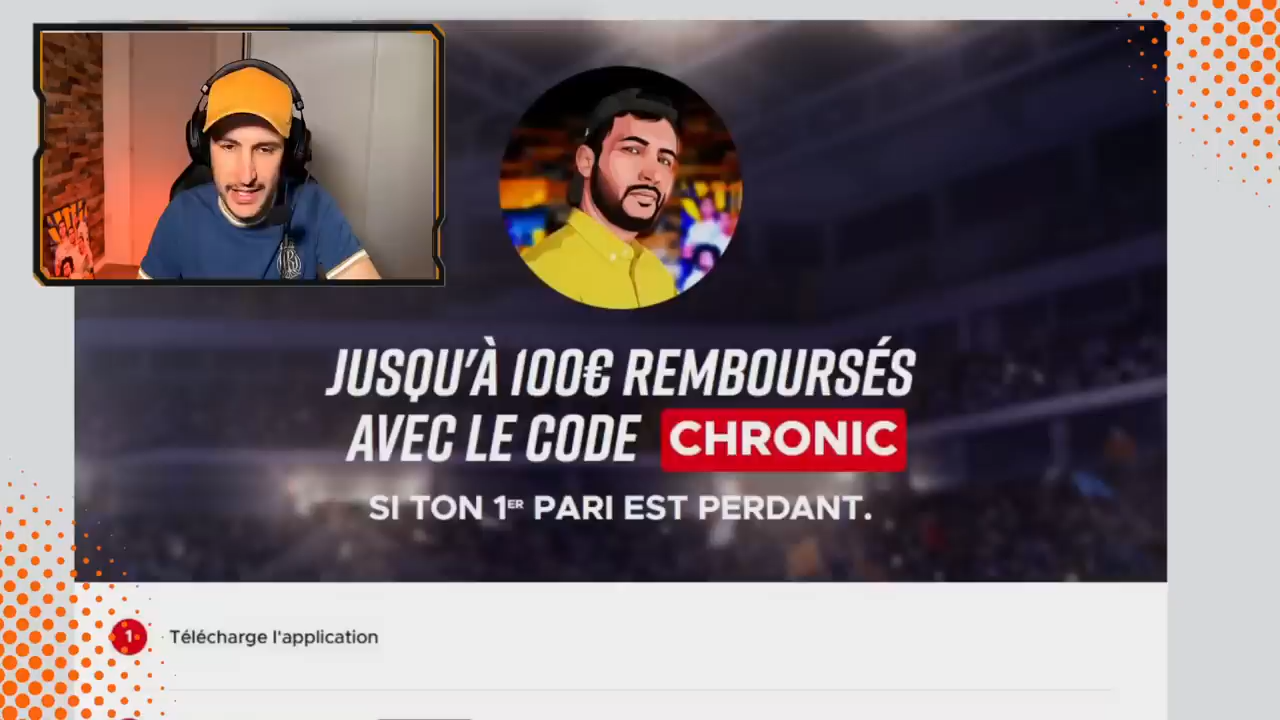 JUSQU'À 100€ REMBOURSÉS
AVEC LE CODE CHRONIC
SI TON 1ER PARI EST PERDANT.
1 Télécharge l'application